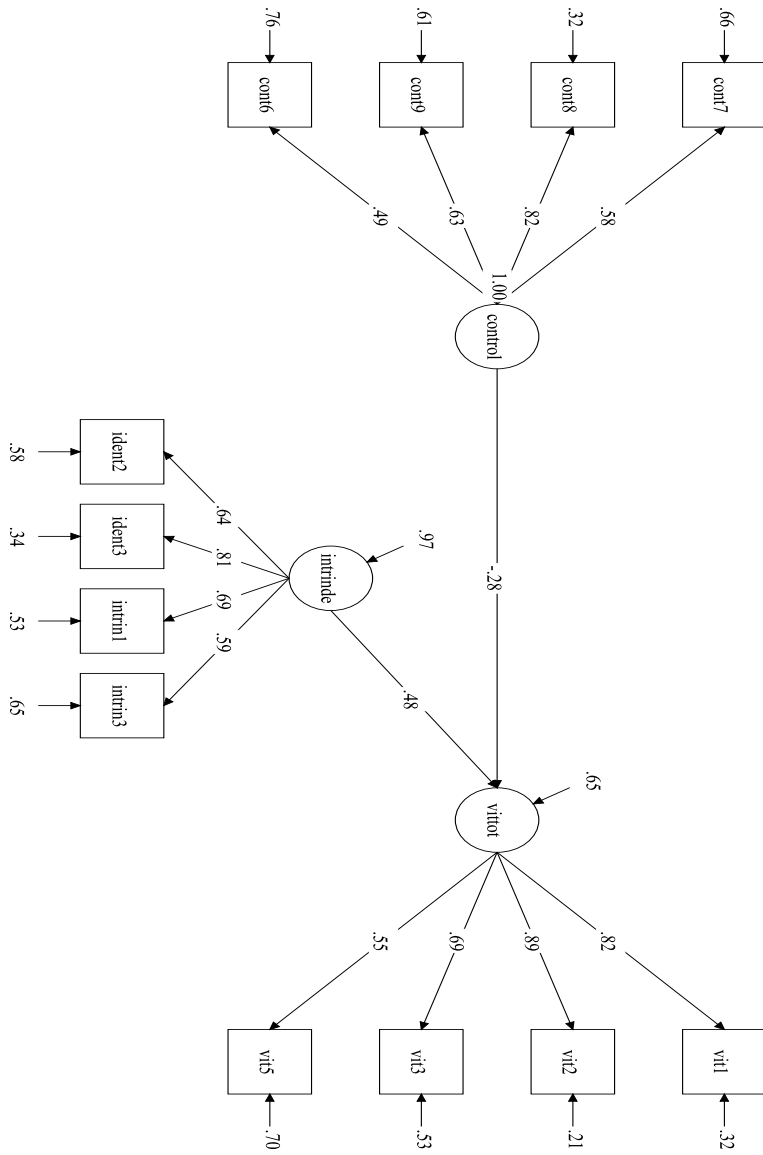 .66 cont7 vit1 .32
.58 .82
.65
.32 cont8 vit2 .21
.82 .89
1.00
control -.28 vittot
.63 .69
.61 cont9 .97 vit3 .53
.48
.49 .55
intrinde
.76 cont6 vit5 .70
.64 .81 .69 .59
ident2 ident3 intrin1 intrin3
.58 .34 .53 .65